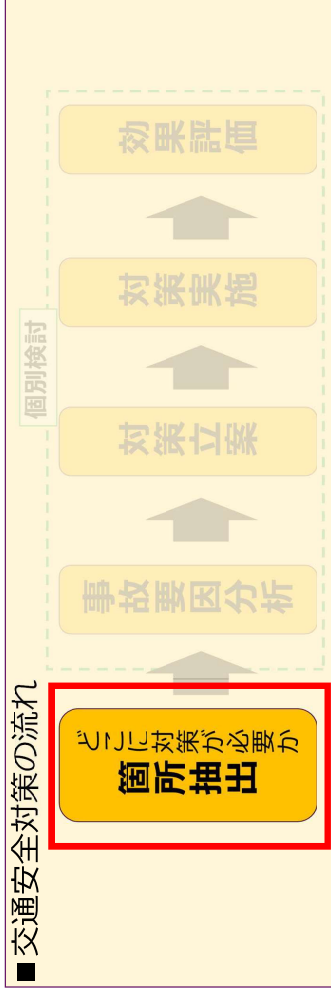 ■交通安全対策の流れ
どこに対策が必要か
箇所抽出
個別検討
事故要因分析
対策立案
対策実施
効果評価